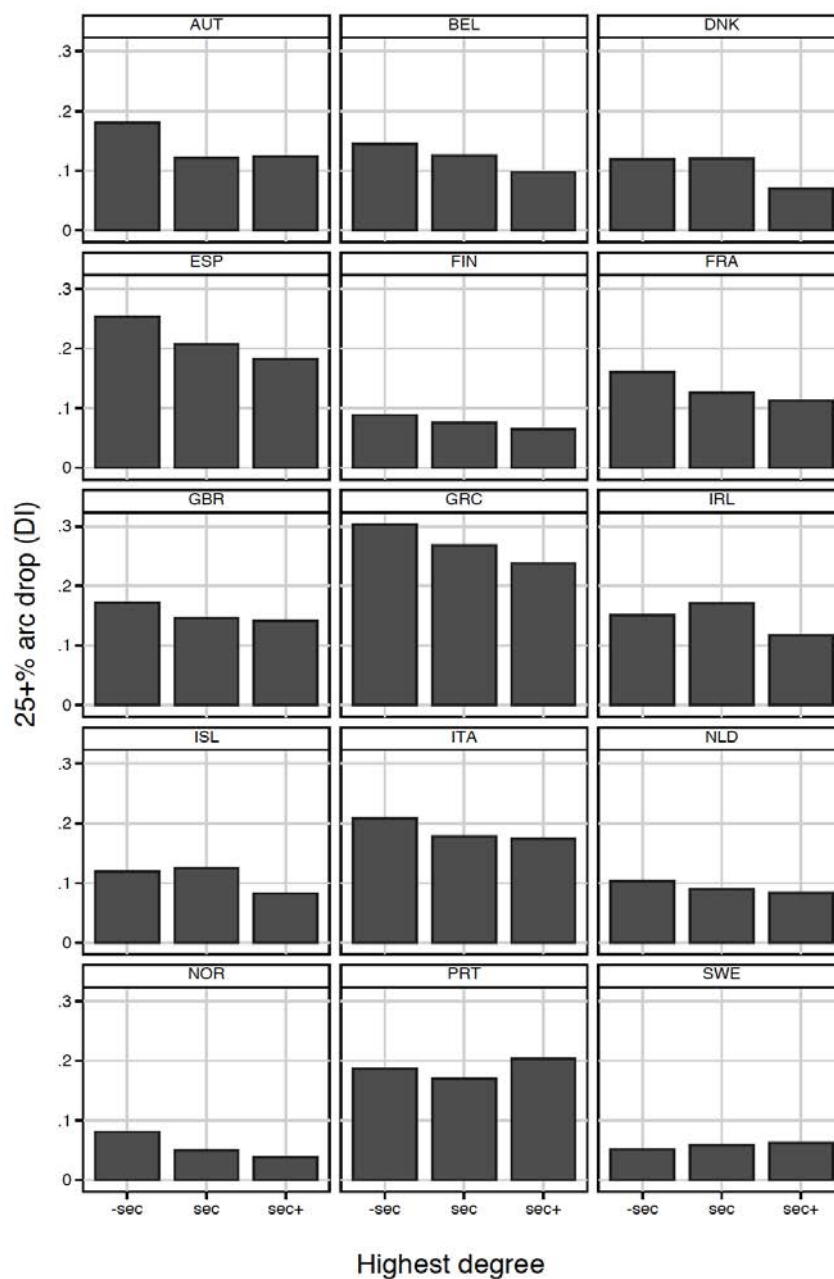 AUT BEL DNK
.3
.2
.1
0
ESP FIN FRA
.3
.2
.1
0
GBR GRC IRL
.3
.2
.1
0
ISL ITA NLD
.3
.2
.1
0
NOR PRT SWE
.3
.2
.1
0
-sec sec sec+ -sec sec sec+ -sec sec sec+
25+% arc drop (DI)
Highest degree